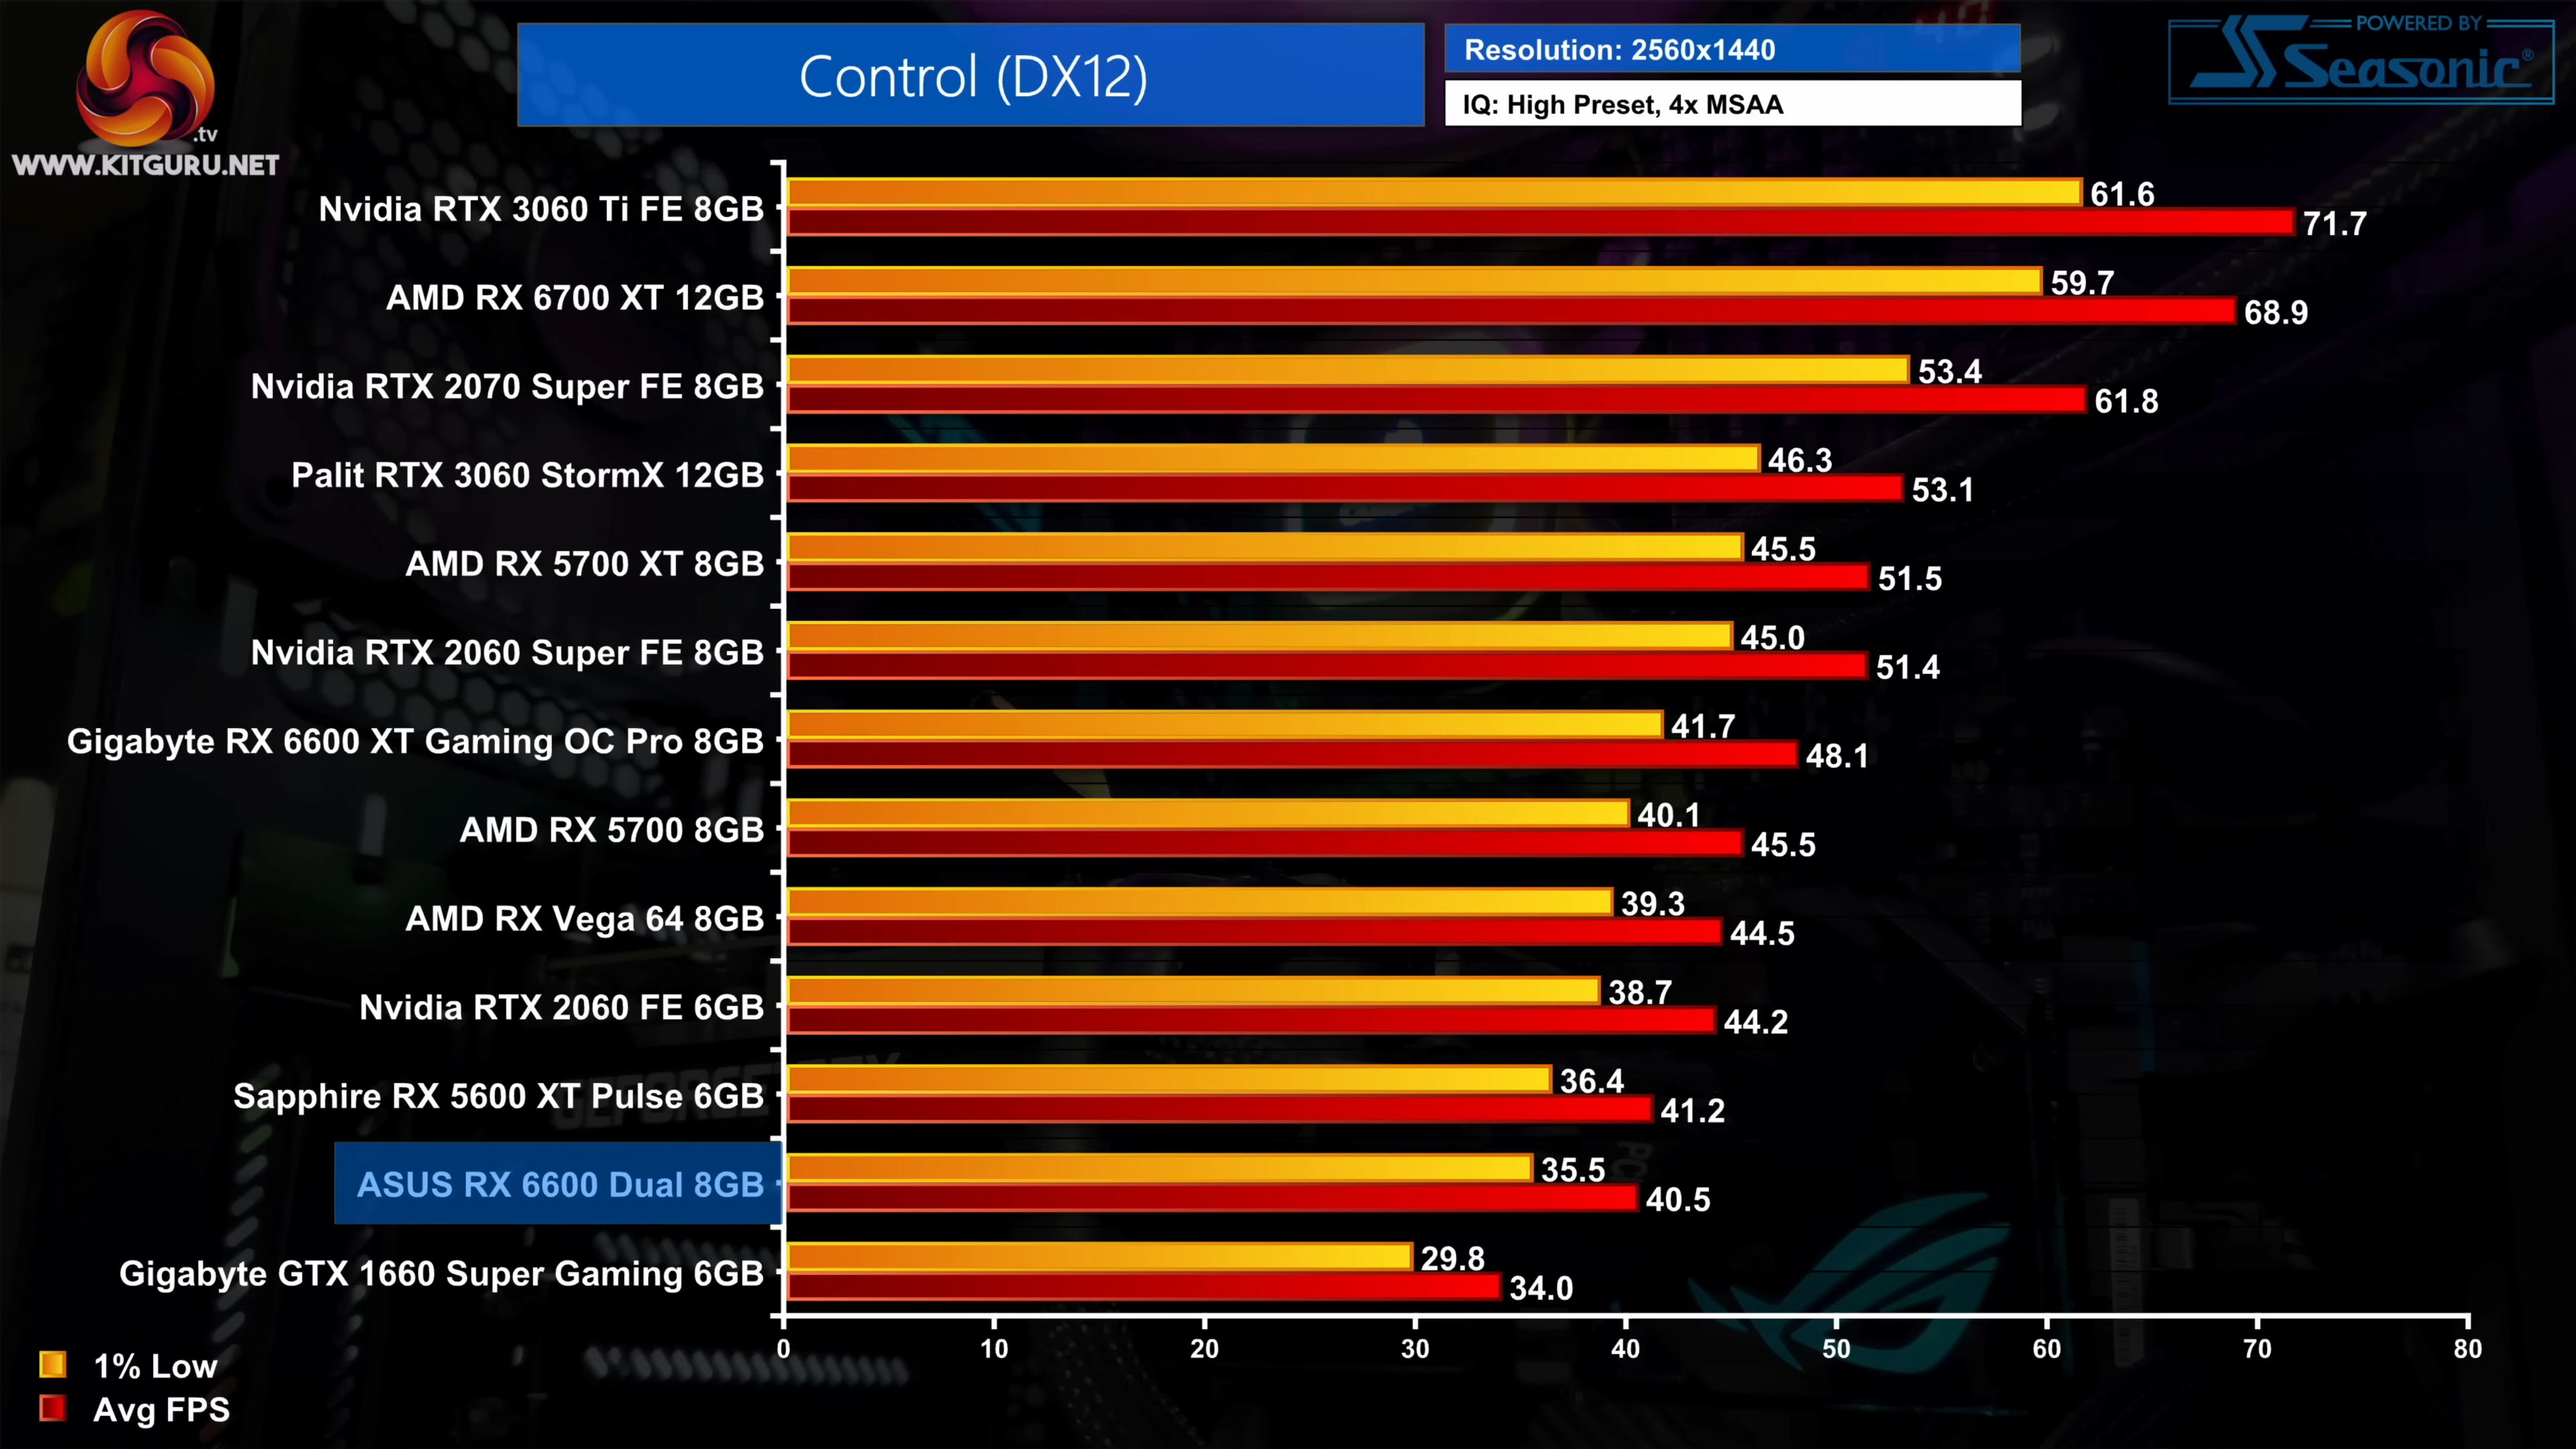 .tv
WWW.KITGURU.NET
Control (DX12)
Resolution: 2560x1440
IQ: High Preset, 4x MSAA
POWERED BY
Seasonic®
Nvidia RTX 3060 Ti FE 8GB
61.6
71.7
AMD RX 6700 XT 12GB
59.7
68.9
Nvidia RTX 2070 Super FE 8GB
53.4
61.8
Palit RTX 3060 StormX 12GB
46.3
53.1
AMD RX 5700 XT 8GB
45.5
51.5
Nvidia RTX 2060 Super FE 8GB
45.0
51.4
Gigabyte RX 6600 XT Gaming OC Pro 8GB
41.7
48.1
AMD RX 5700 8GB
40.1
45.5
AMD RX Vega 64 8GB
39.3
44.5
Nvidia RTX 2060 FE 6GB
38.7
44.2
Sapphire RX 5600 XT Pulse 6GB
36.4
41.2
ASUS RX 6600 Dual 8GB
35.5
40.5
Gigabyte GTX 1660 Super Gaming 6GB
29.8
34.0
0 10 20 30 40 50 60 70 80
1% Low
Avg FPS